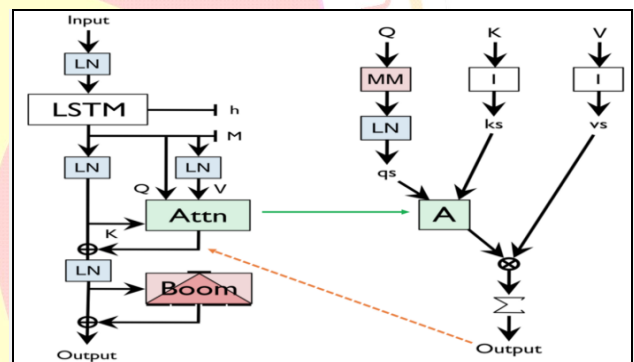 Input
LN
LSTM
h
M
LN
LN
Q
V
Attn
K
LN
Boom
Output
Q K V
MM I I
LN ks vs
qs
A
Σ
Output